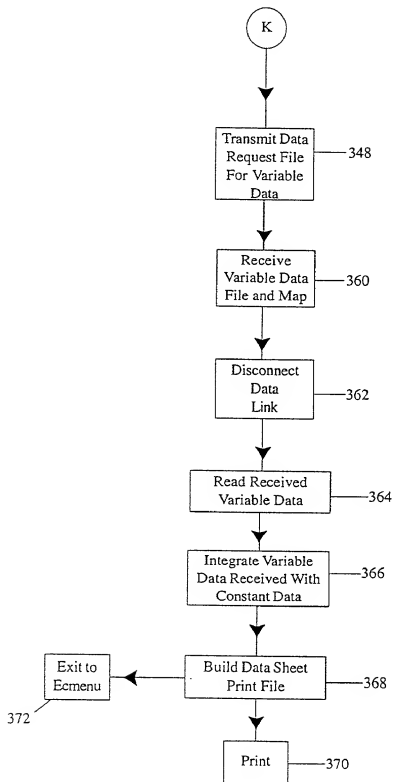 K
Transmit Data
Request File
For Variable
Data
348
Receive
Variable Data
File and Map
360
Disconnect
Data
Link
362
Read Received
Variable Data
364
Integrate Variable
Data Received With
Constant Data
366
Build Data Sheet
Print File
368
Exit to
Ecmenu
372
Print
370